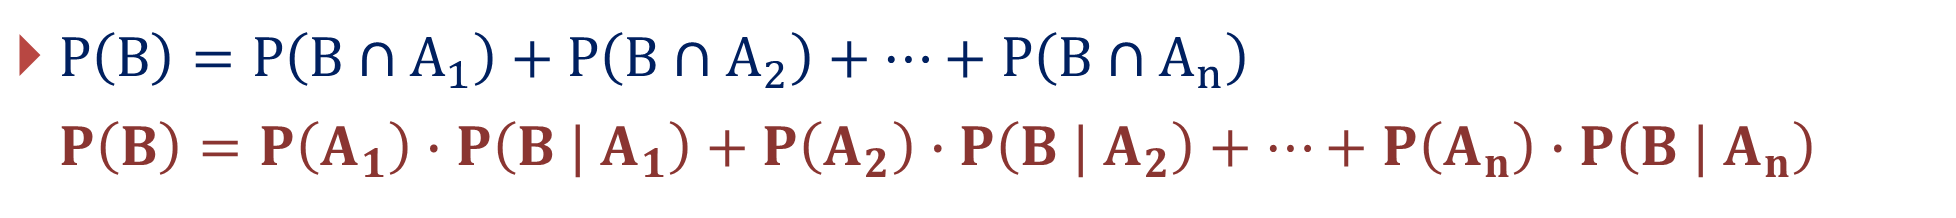 P(B) = P(B ∩ A₁) + P(B ∩ A₂) + ⋯ + P(B ∩ Aₙ)
P(B) = P(A₁) · P(B | A₁) + P(A₂) · P(B | A₂) + ⋯ + P(Aₙ) · P(B | Aₙ)